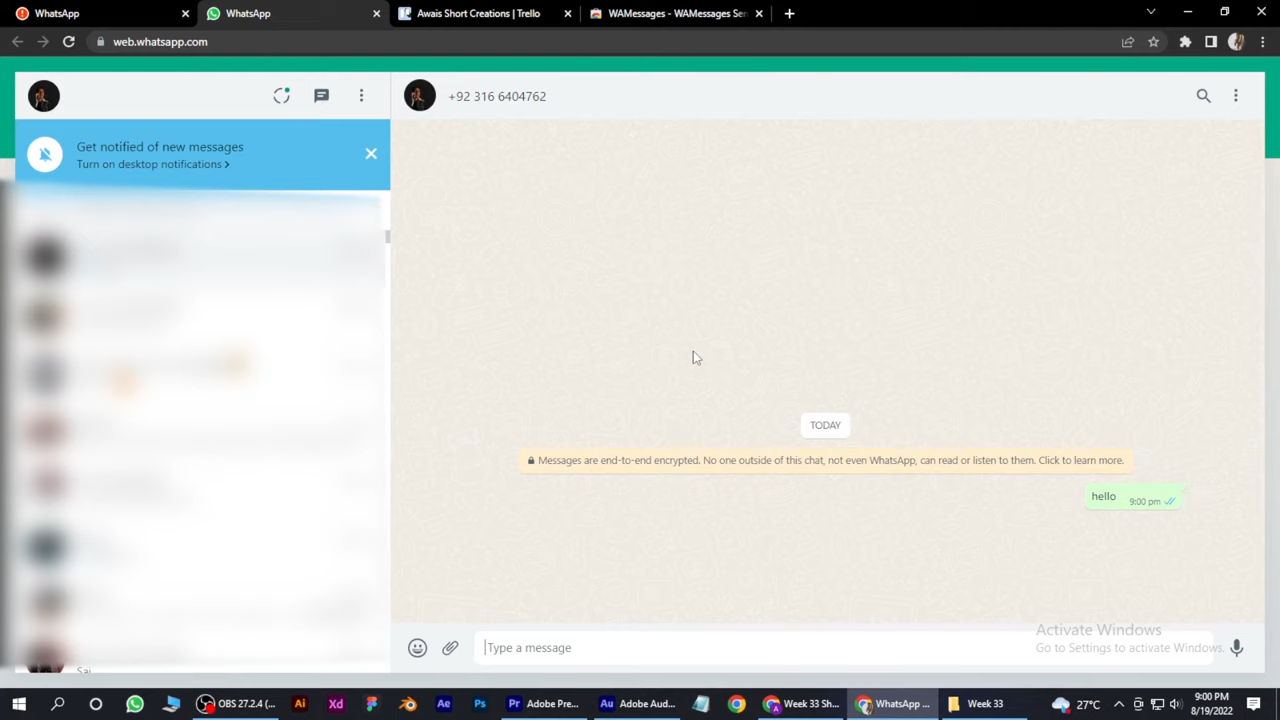 WhatsApp
WhatsApp
Awais Short Creations | Trello
WAMessages - WAMessages Sen
web.whatsapp.com
+92 316 6404762
Get notified of new messages
Turn on desktop notifications >
TODAY
Messages are end-to-end encrypted. No one outside of this chat, not even WhatsApp, can read or listen to them. Click to learn more.
hello
9:00 pm
Activate Windows
Go to Settings to activate Windows.
Type a message
Sai
OBS 27.2.4 (...
Adobe Pre...
Adobe Aud...
Week 33 Sh...
WhatsApp ...
Week 33
27°C
9:00 PM
8/19/2022